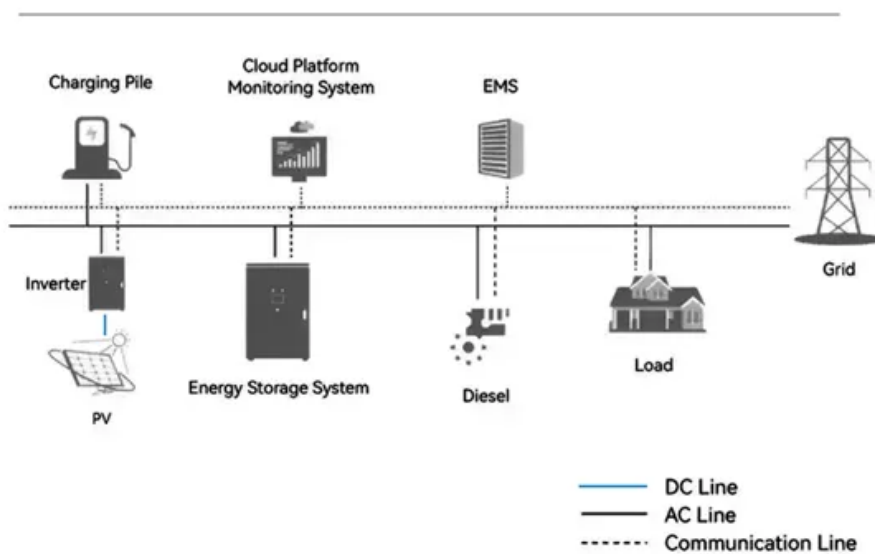 Charging Pile
Cloud Platform
Monitoring System
EMS
Grid
Inverter
Energy Storage System
Diesel
Load
PV
DC Line
AC Line
Communication Line